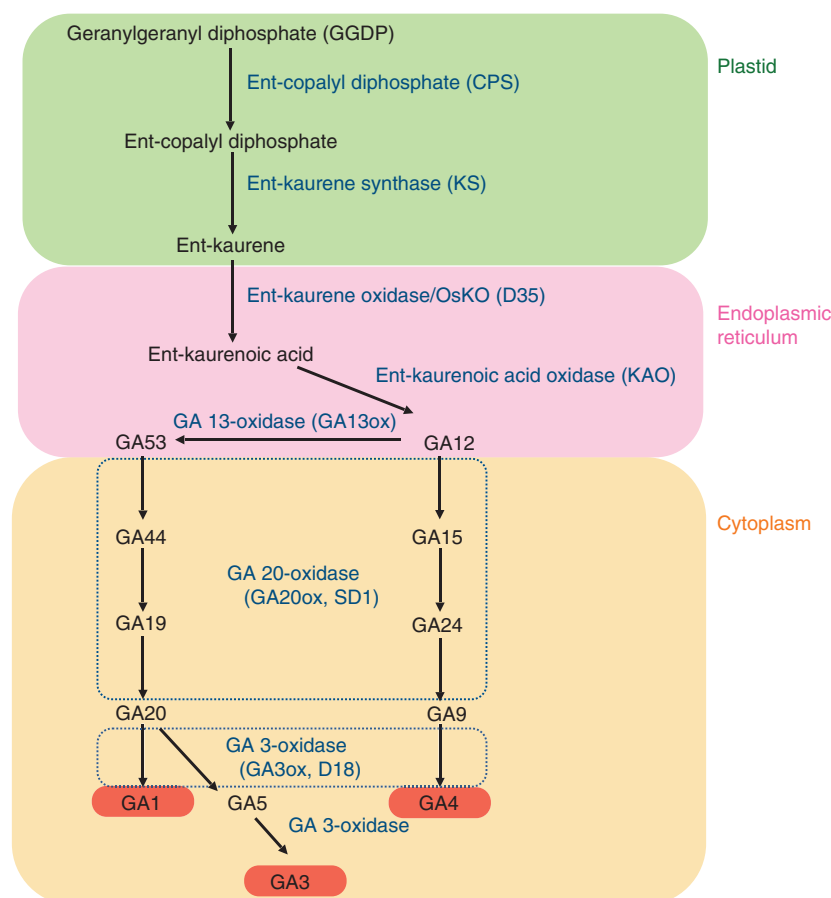 Geranylgeranyl diphosphate (GGDP)
Plastid
Ent-copalyl diphosphate (CPS)
Ent-copalyl diphosphate
Ent-kaurene synthase (KS)
Ent-kaurene
Ent-kaurene oxidase/OsKO (D35)
Endoplasmic
reticulum
Ent-kaurenoic acid
Ent-kaurenoic acid oxidase (KAO)
GA 13-oxidase (GA13ox)
GA53
GA12
Cytoplasm
GA44
GA15
GA 20-oxidase
(GA20ox, SD1)
GA19
GA24
GA20
GA9
GA 3-oxidase
(GA3ox, D18)
GA1
GA5
GA4
GA 3-oxidase
GA3